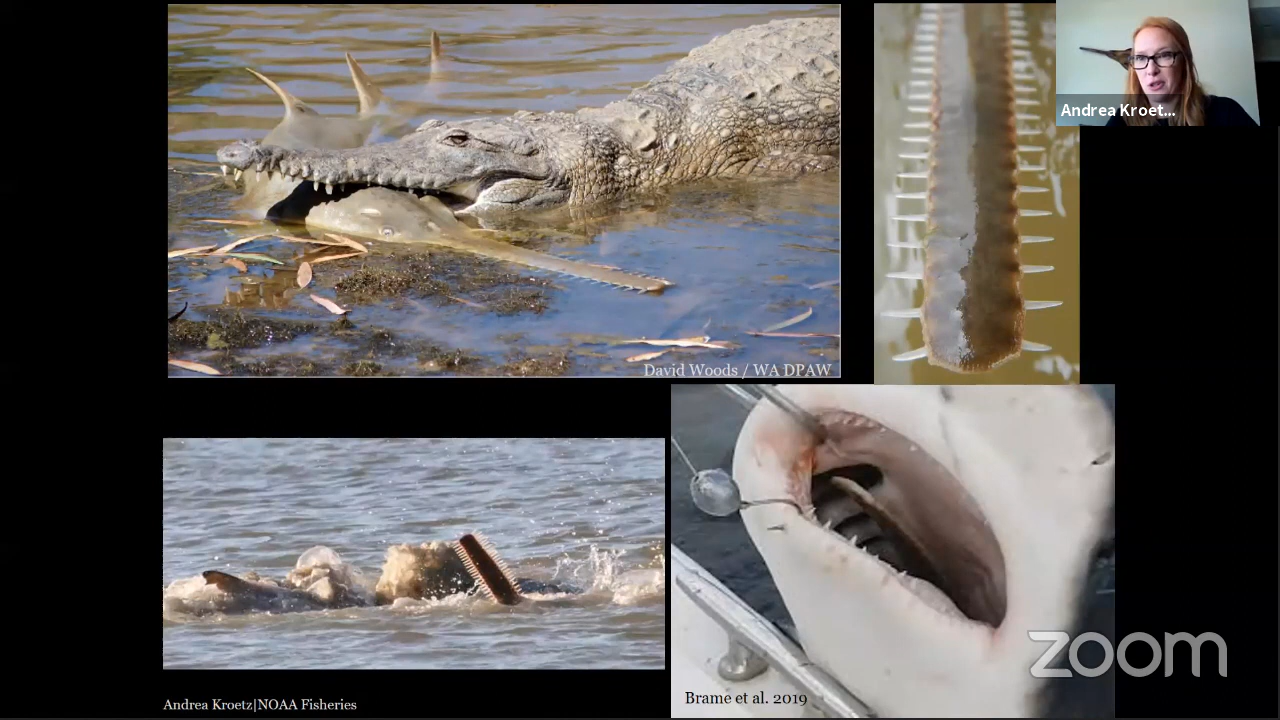 Andrea Kroet...
David Woods / WA DPAW
Andrea Kroetz|NOAA Fisheries
Brame et al. 2019
zoom